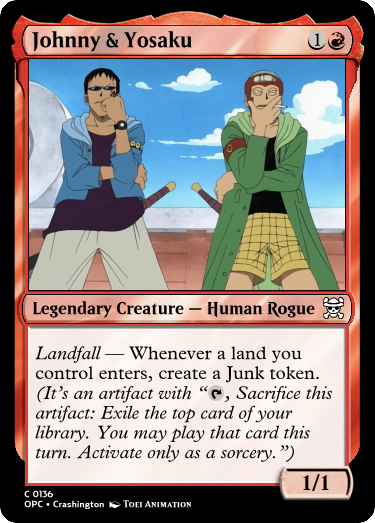 Johnny & Yosaku 1
Legendary Creature — Human Rogue
Landfall — Whenever a land you
control enters, create a Junk token.
(It's an artifact with “, Sacrifice this
artifact: Exile the top card of your
library. You may play that card this
turn. Activate only as a sorcery.”)
1/1
C 0136
OPC • Crashington TOEI ANIMATION